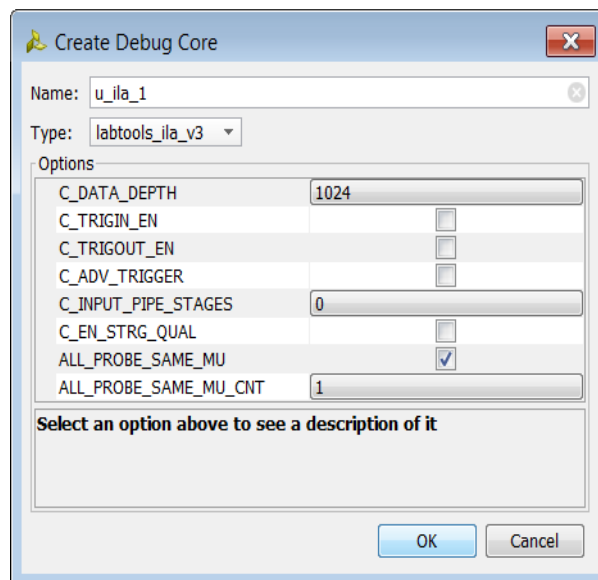 Create Debug Core
Name: u_ila_1
Type: labtools_ila_v3
Options
C_DATA_DEPTH 1024
C_TRIGIN_EN
C_TRIGOUT_EN
C_ADV_TRIGGER
C_INPUT_PIPE_STAGES 0
C_EN_STRG_QUAL
ALL_PROBE_SAME_MU
ALL_PROBE_SAME_MU_CNT 1
Select an option above to see a description of it
OK Cancel